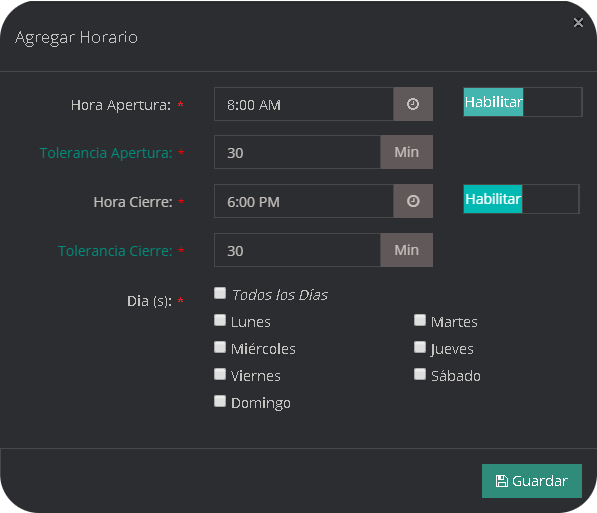 Agregar Horario ×
Hora Apertura: * 8:00 AM Habilitar
Tolerancia Apertura: * 30 Min
Hora Cierre: * 6:00 PM Habilitar
Tolerancia Cierre: * 30 Min
Dia (s): * Todos los Días
Lunes Martes
Miércoles Jueves
Viernes Sábado
Domingo
Guardar